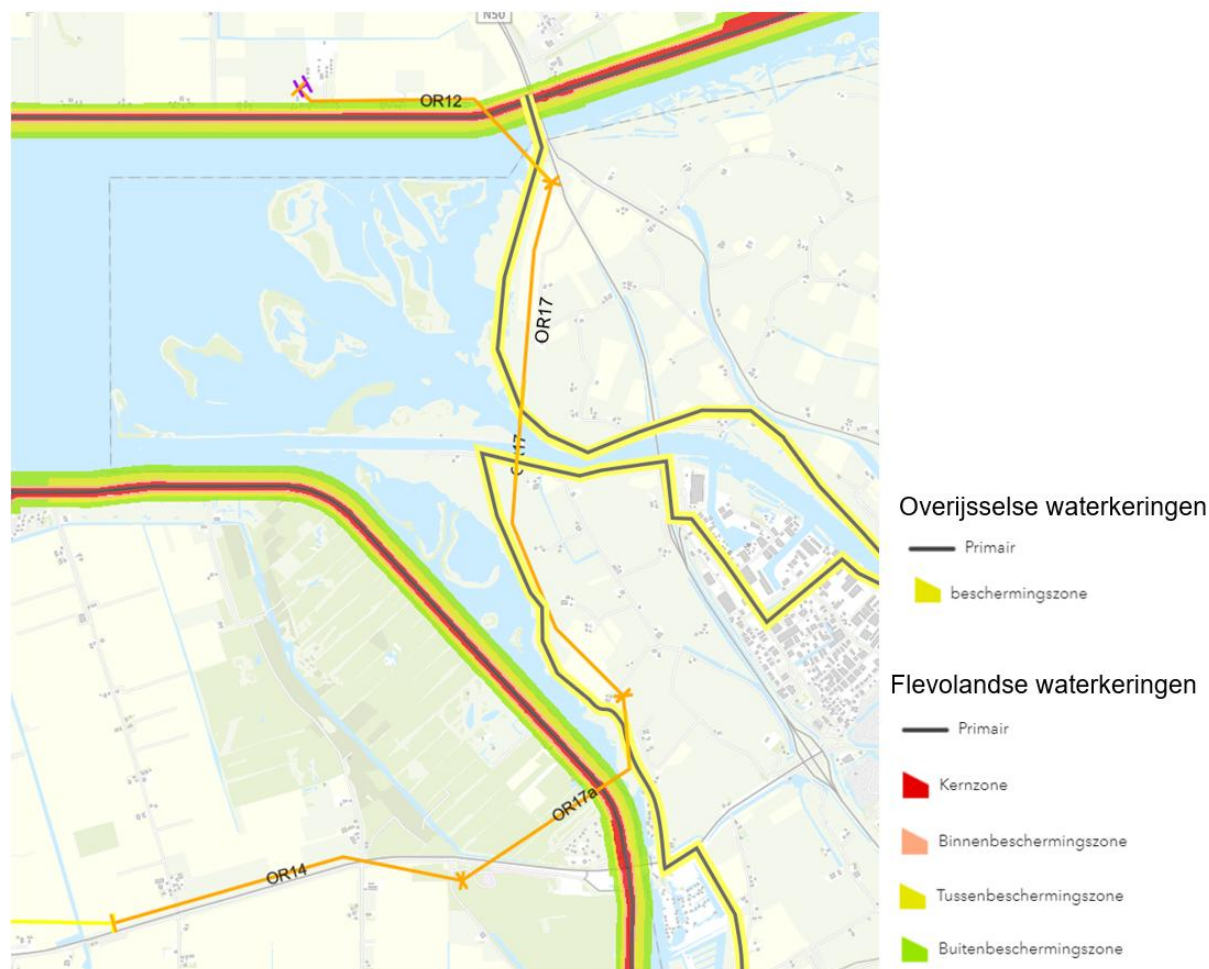 N50
OR12
OR17
OR17a
OR14
Overijsselse waterkeringen
Primair
beschermingszone
Flevolandse waterkeringen
Primair
Kernzone
Binnenbeschermingszone
Tussenbeschermingszone
Buitenbeschermingszone